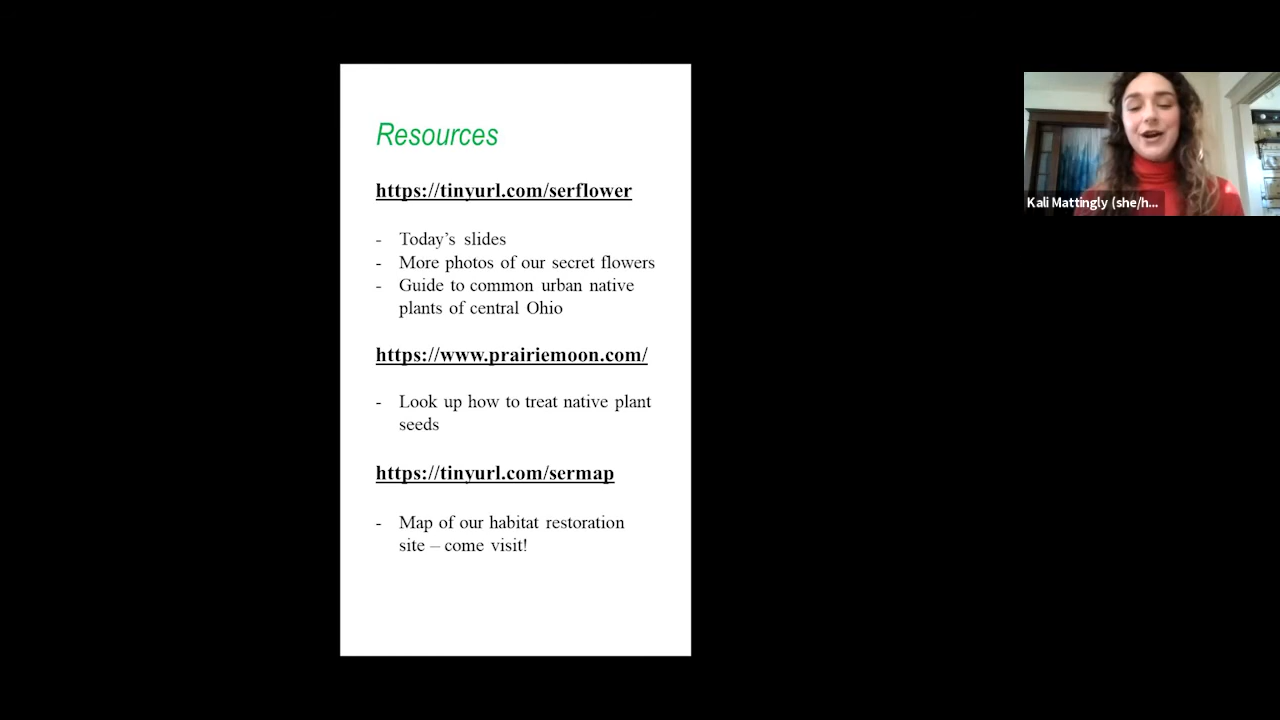 Resources
https://tinyurl.com/serflower
- Today’s slides
- More photos of our secret flowers
- Guide to common urban native
plants of central Ohio
https://www.prairiemoon.com/
- Look up how to treat native plant
seeds
https://tinyurl.com/sermap
- Map of our habitat restoration
site – come visit!
Kali Mattingly (she/h...